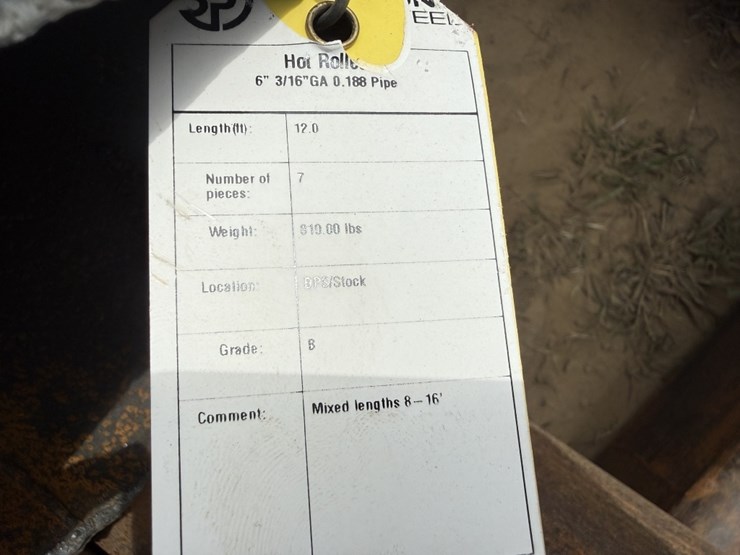 Hot
6" 3/16"GA 0.188 Pipe
Length(ft): 12.0
Number of pieces: 7
Weight: lbs
Location: /Stock
Grade: B
Comment: Mixed lengths 8–16'